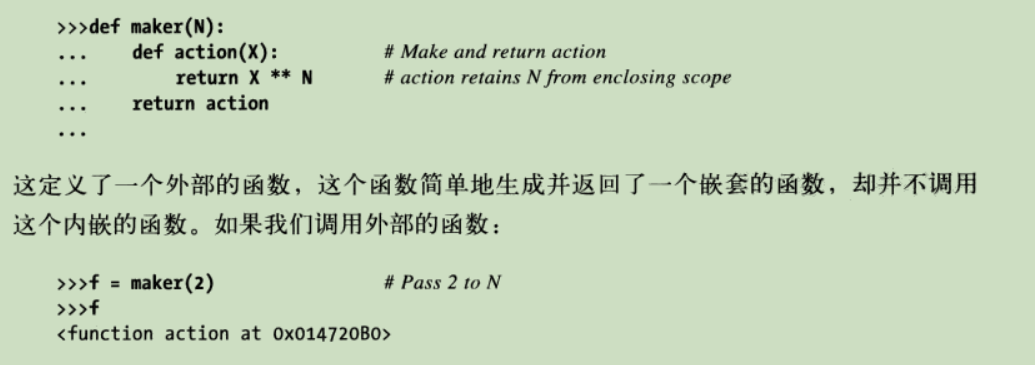 >>>def maker(N):
...     def action(X):          # Make and return action
...         return X ** N       # action retains N from enclosing scope
...     return action
...
这定义了一个外部的函数，这个函数简单地生成并返回了一个嵌套的函数，却并不调用
这个内嵌的函数。如果我们调用外部的函数：
>>>f = maker(2)                 # Pass 2 to N
>>>f
<function action at 0x014720B0>